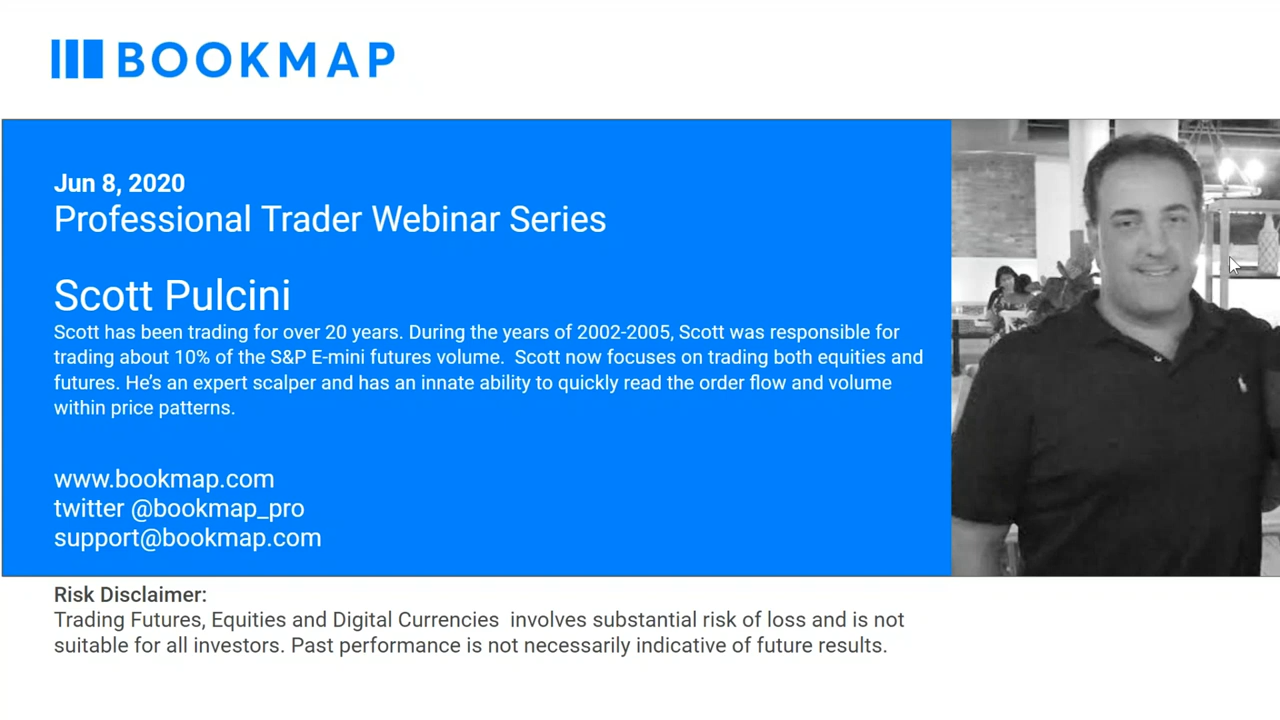 BOOKMAP
Jun 8, 2020
Professional Trader Webinar Series
Scott Pulcini
Scott has been trading for over 20 years. During the years of 2002-2005, Scott was responsible for
trading about 10% of the S&P E-mini futures volume.  Scott now focuses on trading both equities and
futures. He’s an expert scalper and has an innate ability to quickly read the order flow and volume
within price patterns.
www.bookmap.com
twitter @bookmap_pro
support@bookmap.com
Risk Disclaimer:
Trading Futures, Equities and Digital Currencies  involves substantial risk of loss and is not
suitable for all investors. Past performance is not necessarily indicative of future results.